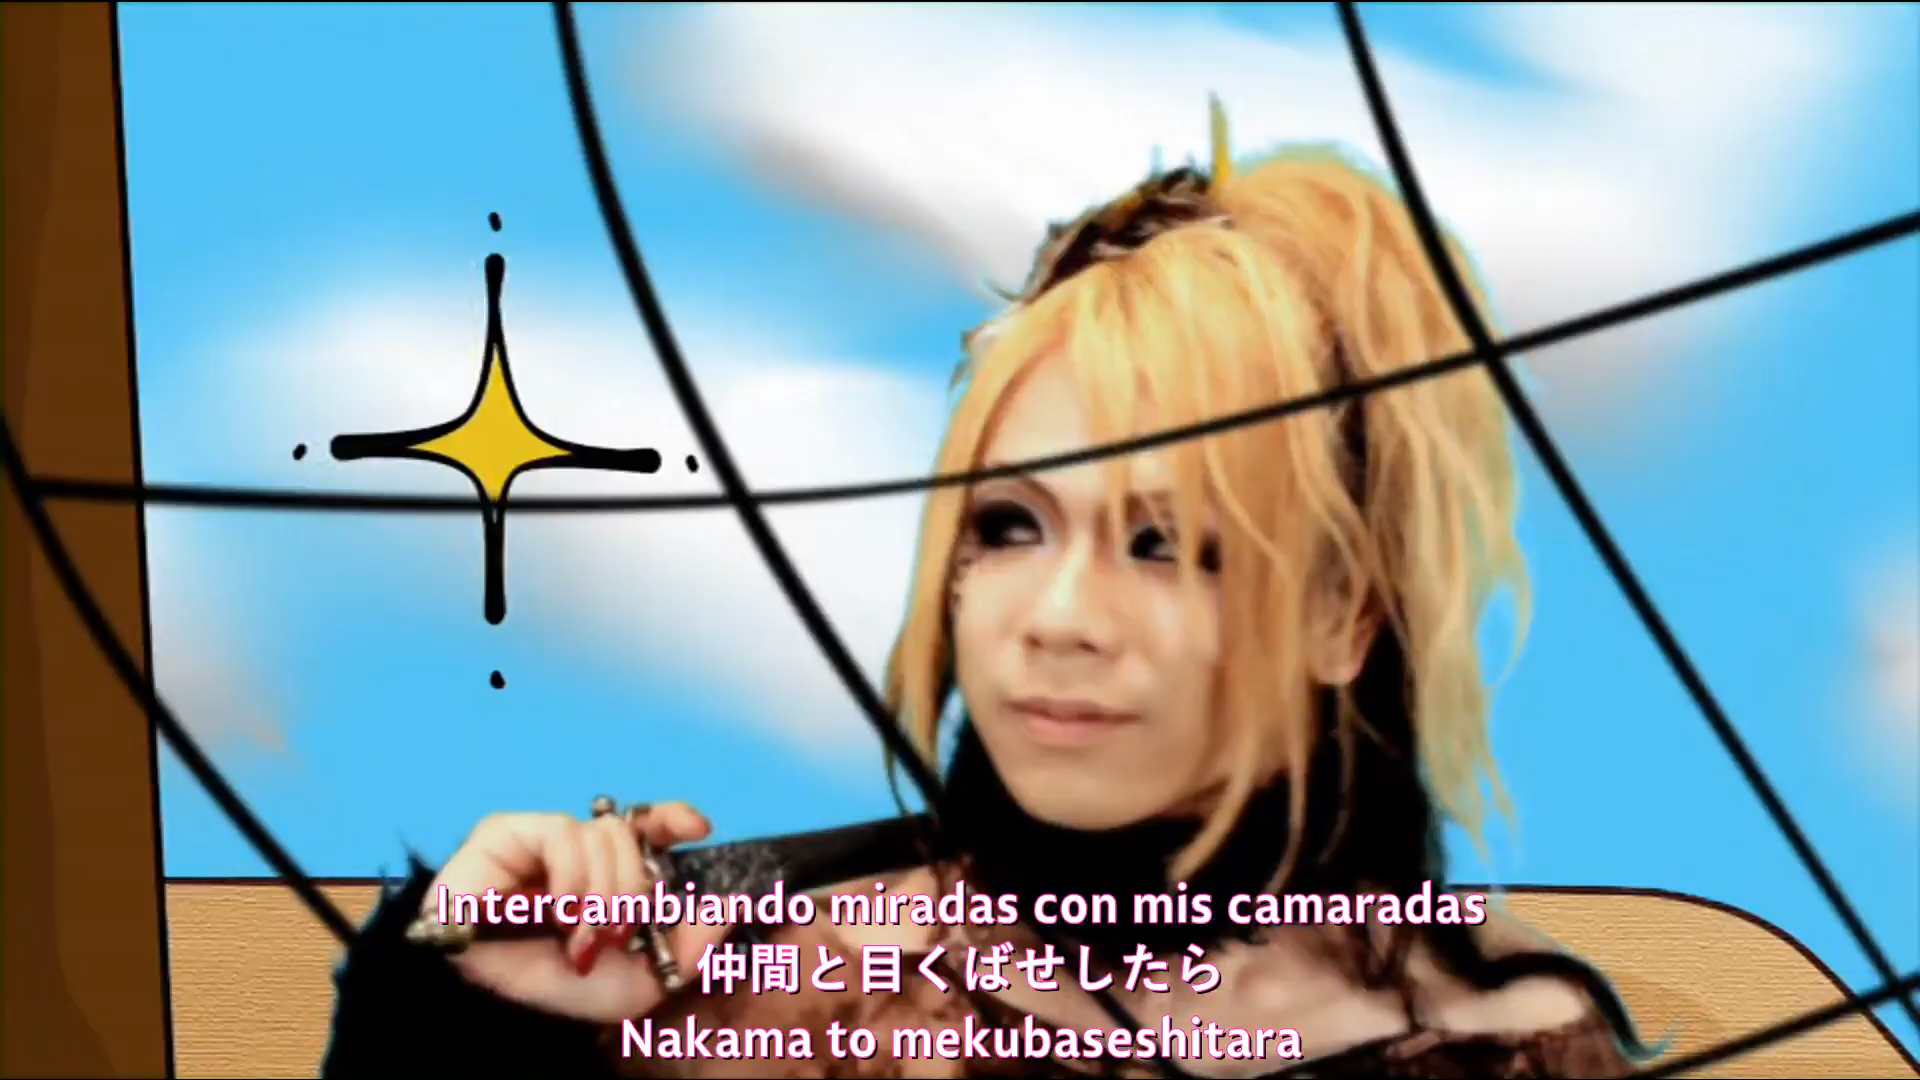 Intercambiando miradas con mis camaradas
仲間と目くばせしたら
Nakama to mekubaseshitara